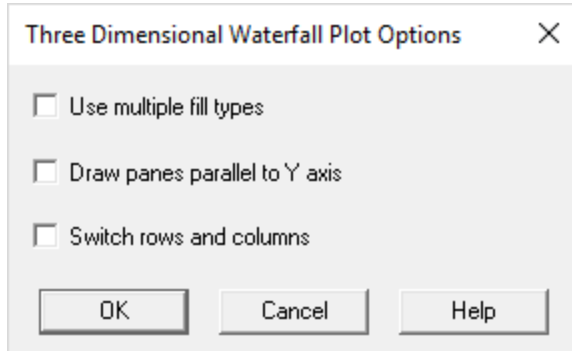 Three Dimensional Waterfall Plot Options
Use multiple fill types
Draw panes parallel to Y axis
Switch rows and columns
OK Cancel Help